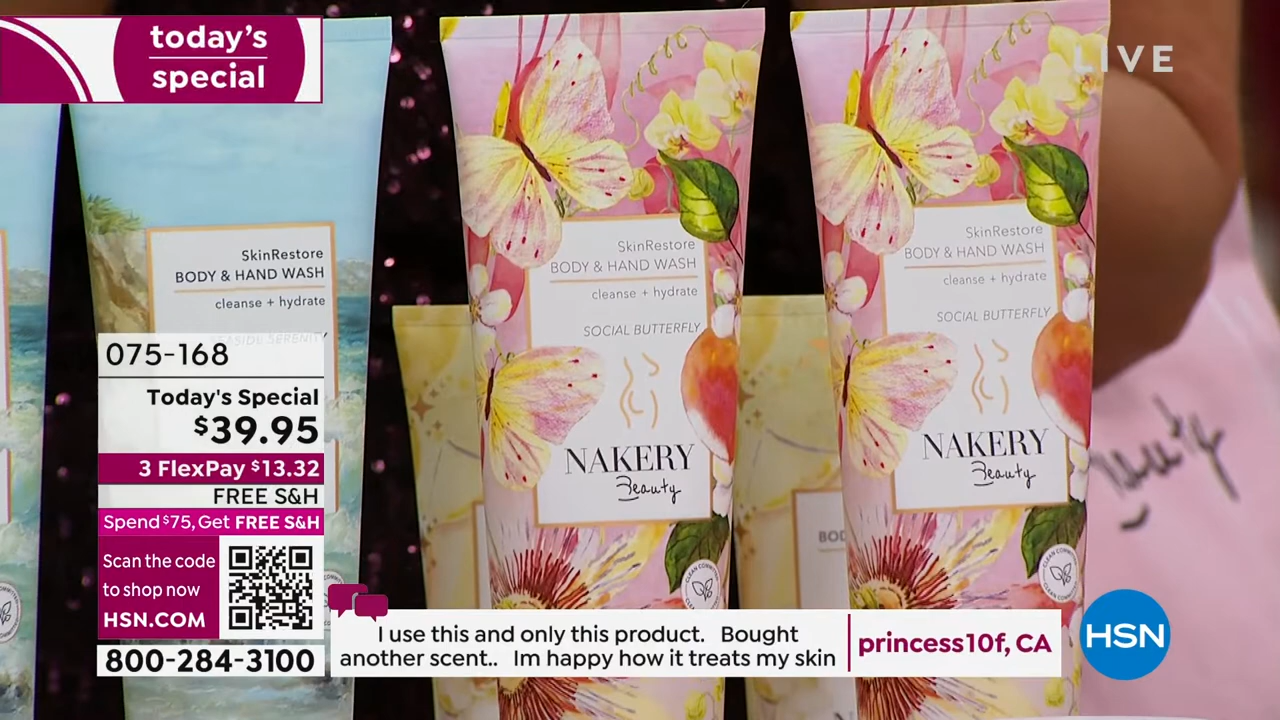 today's
special
LIVE
SkinRestore
BODY & HAND WASH
cleanse + hydrate
SEASIDE SERENITY
SkinRestore
BODY & HAND WASH
cleanse + hydrate
SOCIAL BUTTERFLY
NAKERY
Beauty
SkinRestore
BODY & HAND WASH
cleanse + hydrate
SOCIAL BUTTERFLY
NAKERY
Beauty
075-168
Today's Special
$39.95
3 FlexPay $13.32
FREE S&H
Spend $75, Get FREE S&H
Scan the code
to shop now
HSN.COM
800-284-3100
I use this and only this product. Bought
another scent.. Im happy how it treats my skin
princess10f, CA
HSN